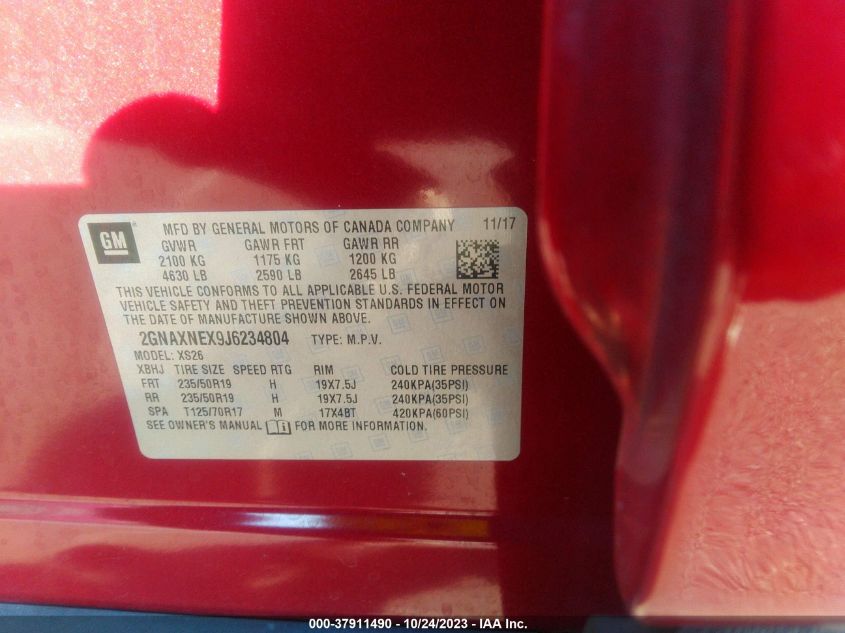 GM
MFD BY GENERAL MOTORS OF CANADA COMPANY 11/17
GVWR GAWR FRT GAWR RR
2100 KG 1175 KG 1200 KG
4630 LB 2590 LB 2645 LB
THIS VEHICLE CONFORMS TO ALL APPLICABLE U.S. FEDERAL MOTOR
VEHICLE SAFETY AND THEFT PREVENTION STANDARDS IN EFFECT ON
THE DATE OF MANUFACTURE SHOWN ABOVE.
2GNAXNEX9J6234804 TYPE: M.P.V.
MODEL: XS26
XBHJ TIRE SIZE SPEED RTG RIM COLD TIRE PRESSURE
FRT 235/50R19 H 19X7.5J 240KPA(35PSI)
RR 235/50R19 H 19X7.5J 240KPA(35PSI)
SPA T125/70R17 M 17X4BT 420KPA(60PSI)
SEE OWNER'S MANUAL FOR MORE INFORMATION.
000-37911490 - 10/24/2023 - IAA Inc.